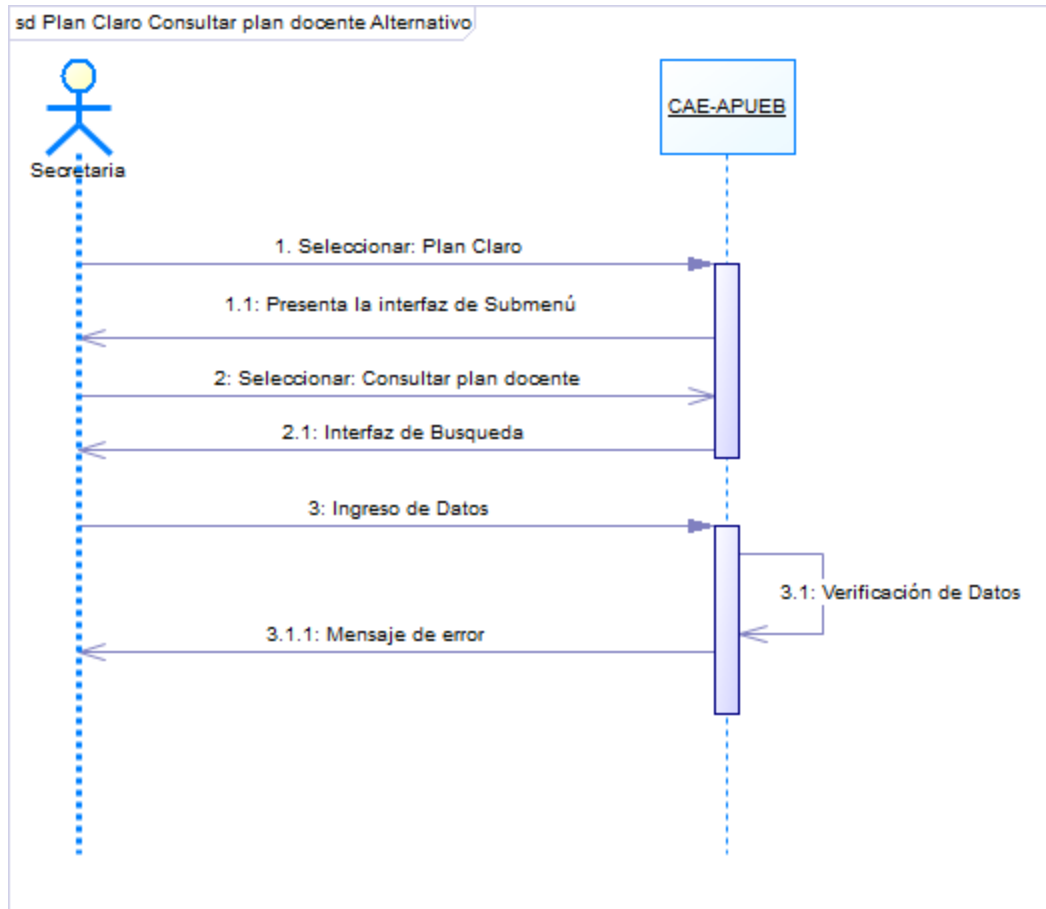 sd Plan Claro Consultar plan docente Alternativo
CAE-APUEB
Secretaria
1. Seleccionar: Plan Claro
1.1: Presenta la interfaz de Submenú
2: Seleccionar: Consultar plan docente
2.1: Interfaz de Busqueda
3: Ingreso de Datos
3.1: Verificación de Datos
3.1.1: Mensaje de error